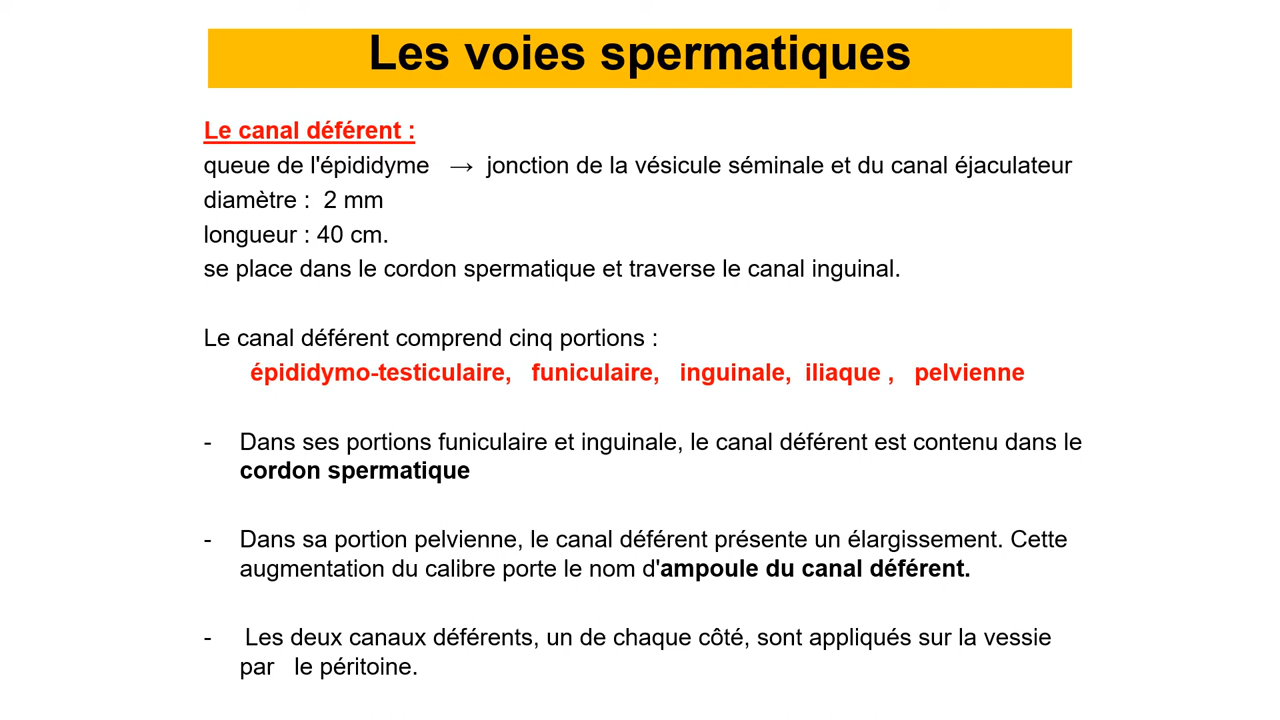 Les voies spermatiques
Le canal déférent :
queue de l'épididyme → jonction de la vésicule séminale et du canal éjaculateur
diamètre : 2 mm
longueur : 40 cm.
se place dans le cordon spermatique et traverse le canal inguinal.
Le canal déférent comprend cinq portions :
épididymo-testiculaire, funiculaire, inguinale, iliaque , pelvienne
- Dans ses portions funiculaire et inguinale, le canal déférent est contenu dans le
cordon spermatique
- Dans sa portion pelvienne, le canal déférent présente un élargissement. Cette
augmentation du calibre porte le nom d'ampoule du canal déférent.
- Les deux canaux déférents, un de chaque côté, sont appliqués sur la vessie
par le péritoine.